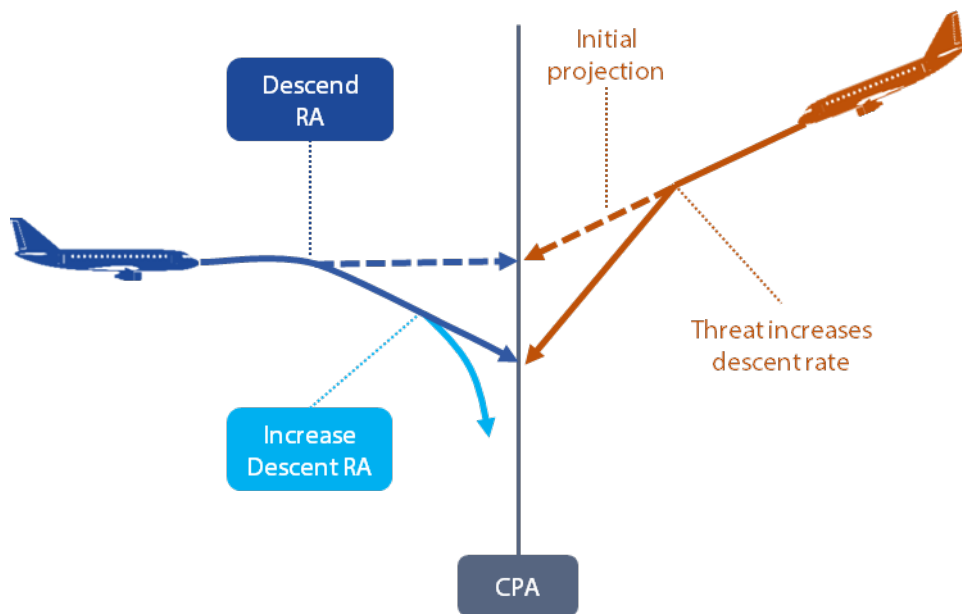 Initial
projection
Descend
RA
Threat increases
descent rate
Increase
Descent RA
CPA